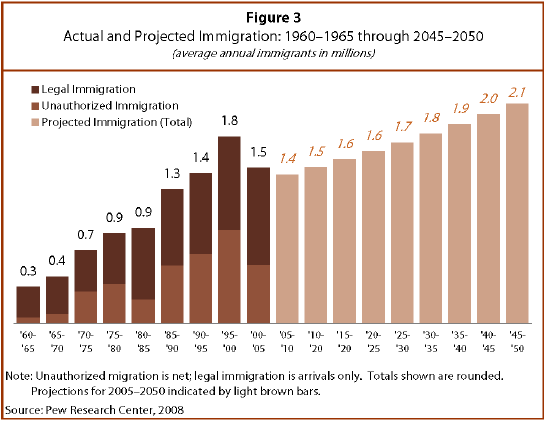 Figure 3
Actual and Projected Immigration: 1960–1965 through 2045–2050
(average annual immigrants in millions)
Legal Immigration
Unauthorized Immigration
Projected Immigration (Total)
0.3 0.4 0.7 0.9 0.9 1.3 1.4 1.8 1.5 1.4 1.5 1.6 1.6 1.7 1.8 1.9 2.0 2.1
'60- '65- '70- '75- '80- '85- '90- '95- '00- '05- '10- '15- '20- '25- '30- '35- '40- '45-
'65 '70 '75 '80 '85 '90 '95 '00 '05 '10 '20 '20 '25 '30 '35 '40 '45 '50
Note: Unauthorized migration is net; legal immigration is arrivals only. Totals shown are rounded.
Projections for 2005–2050 indicated by light brown bars.
Source: Pew Research Center, 2008